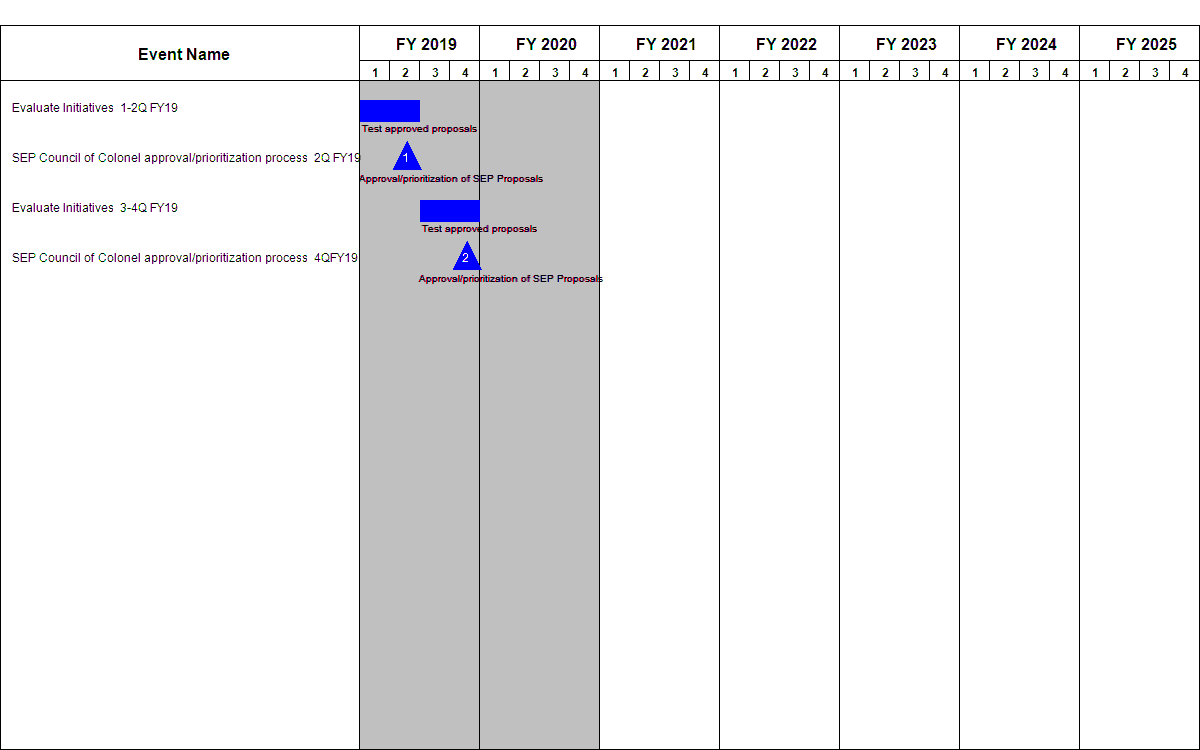 Event Name
FY 2019 FY 2020 FY 2021 FY 2022 FY 2023 FY 2024 FY 2025
1 2 3 4 1 2 3 4 1 2 3 4 1 2 3 4 1 2 3 4 1 2 3 4 1 2 3 4
Evaluate Initiatives 1-2Q FY19
Test approved proposals
SEP Council of Colonel approval/prioritization process 2Q FY19
1
Approval/prioritization of SEP Proposals
Evaluate Initiatives 3-4Q FY19
Test approved proposals
SEP Council of Colonel approval/prioritization process 4QFY19
2
Approval/prioritization of SEP Proposals